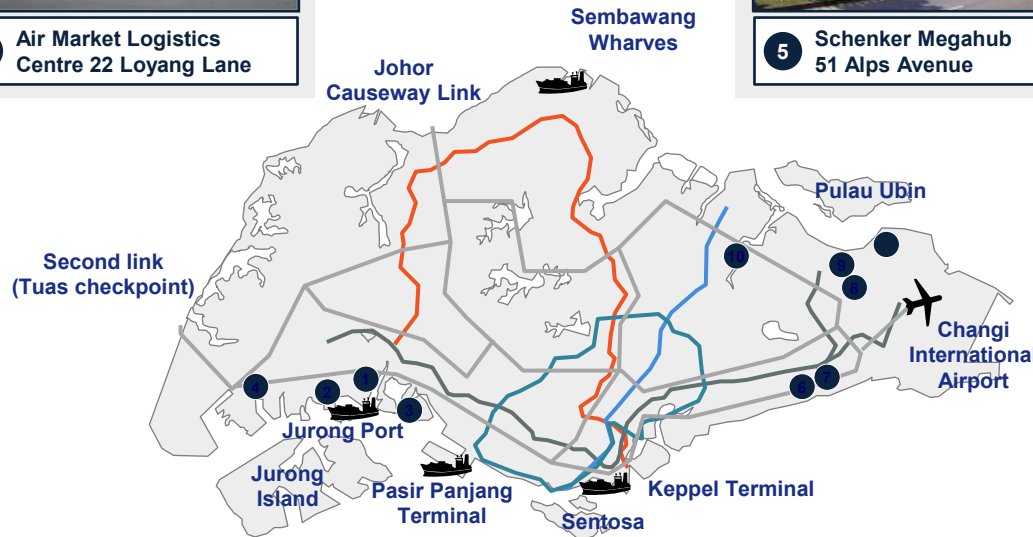 Air Market Logistics
Centre 22 Loyang Lane
5
Schenker Megahub
51 Alps Avenue
Sembawang
Wharves
Johor
Causeway Link
Pulau Ubin
Second link
(Tuas checkpoint)
10
9
8
Changi
International
Airport
4
2
1
3
6
7
Jurong Port
Jurong
Island
Pasir Panjang
Terminal
Keppel Terminal
Sentosa